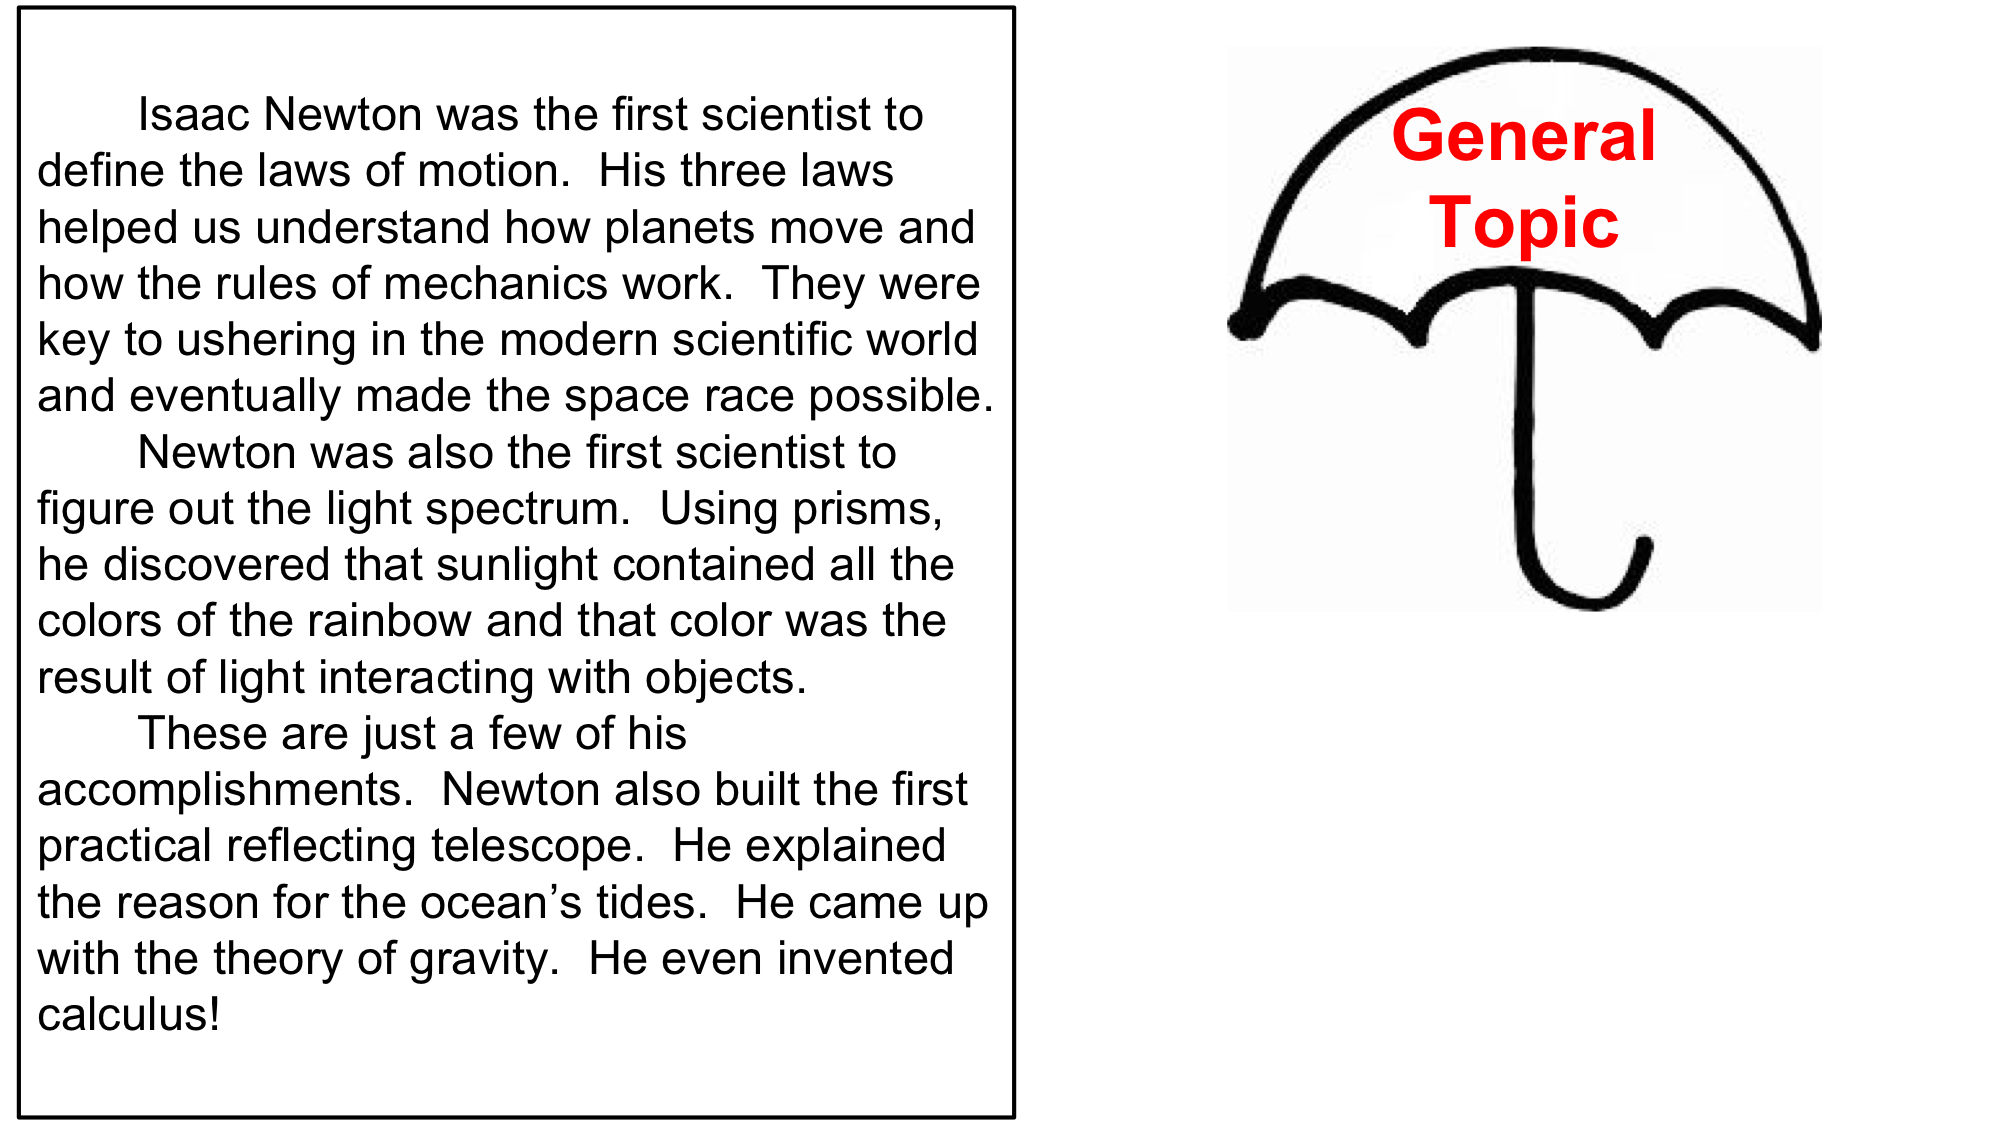 Isaac Newton was the first scientist to
define the laws of motion.  His three laws
helped us understand how planets move and
how the rules of mechanics work.  They were
key to ushering in the modern scientific world
and eventually made the space race possible.
Newton was also the first scientist to
figure out the light spectrum.  Using prisms,
he discovered that sunlight contained all the
colors of the rainbow and that color was the
result of light interacting with objects.
These are just a few of his
accomplishments.  Newton also built the first
practical reflecting telescope.  He explained
the reason for the ocean’s tides.  He came up
with the theory of gravity.  He even invented
calculus!
General
Topic